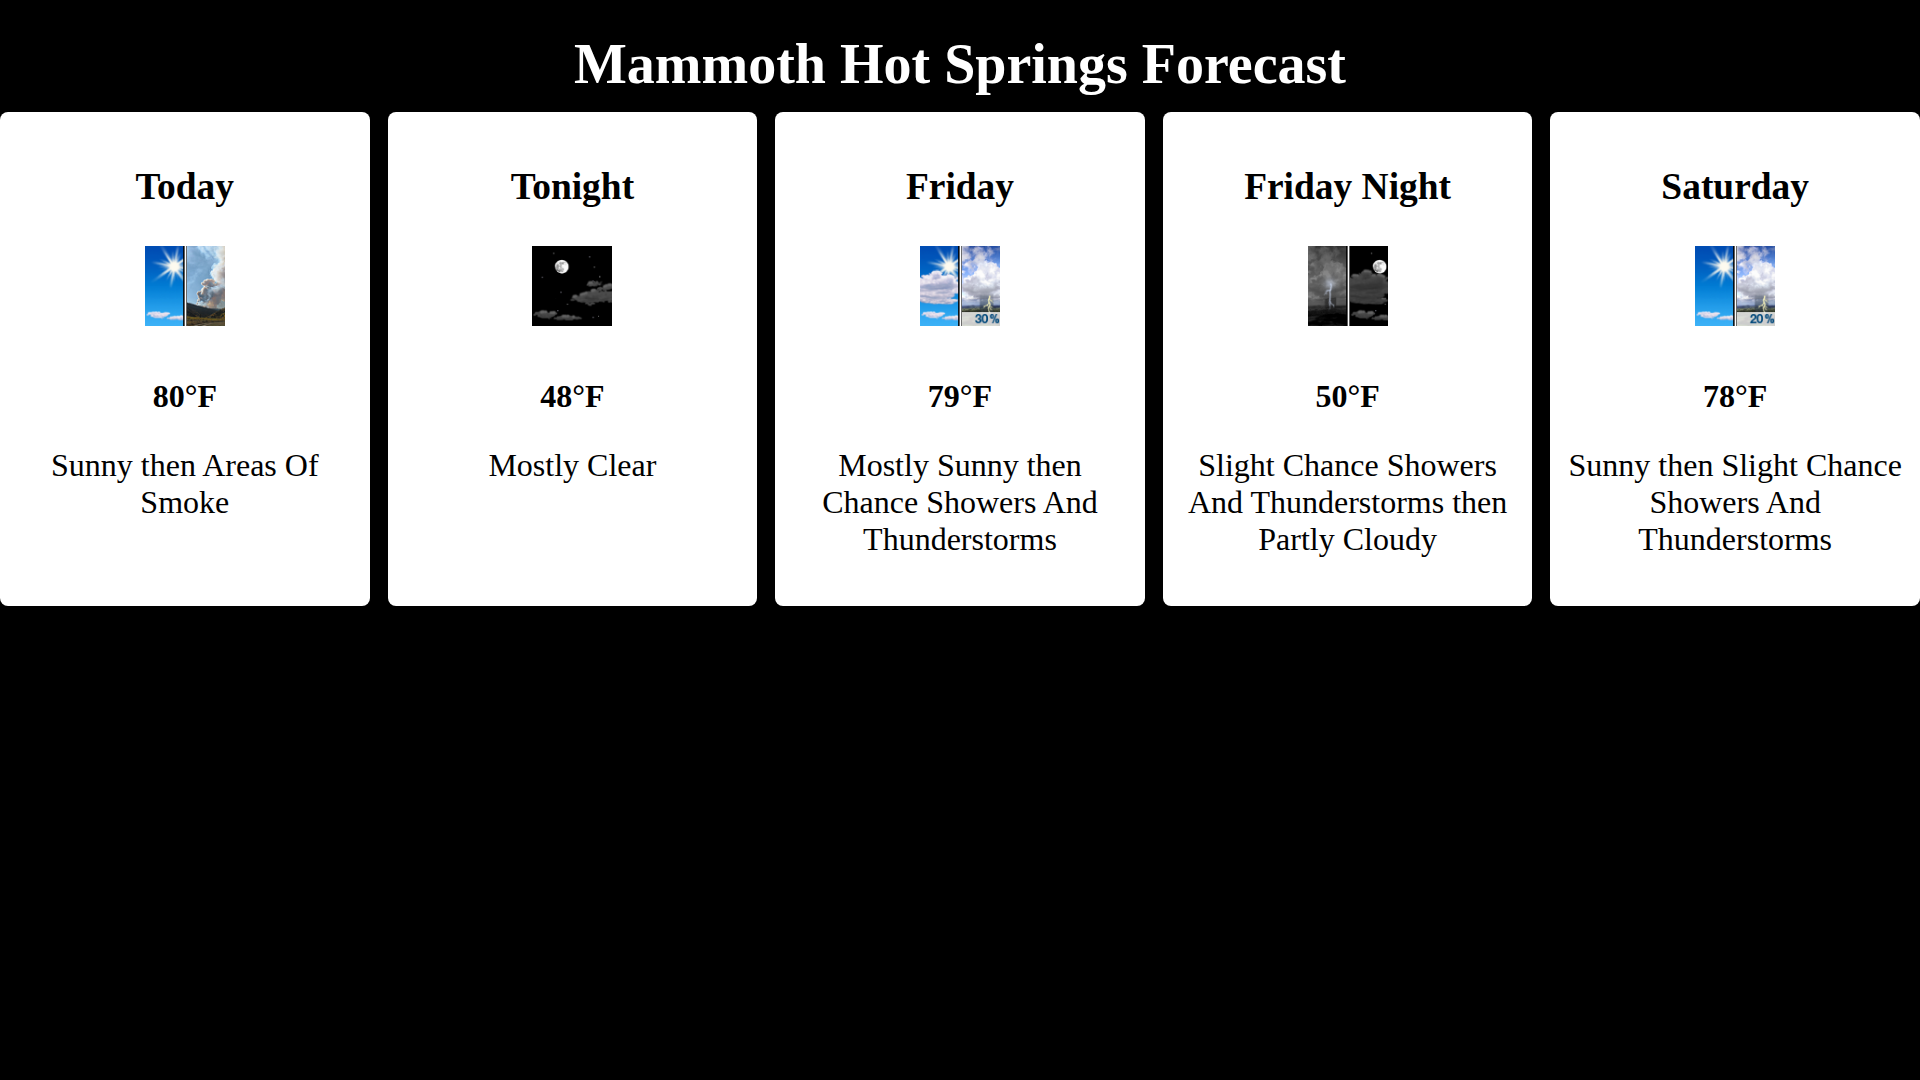 Mammoth Hot Springs Forecast
Today
80°F
Sunny then Areas Of
Smoke
Tonight
48°F
Mostly Clear
Friday
30%
79°F
Mostly Sunny then
Chance Showers And
Thunderstorms
Friday Night
50°F
Slight Chance Showers
And Thunderstorms then
Partly Cloudy
Saturday
20%
78°F
Sunny then Slight Chance
Showers And
Thunderstorms